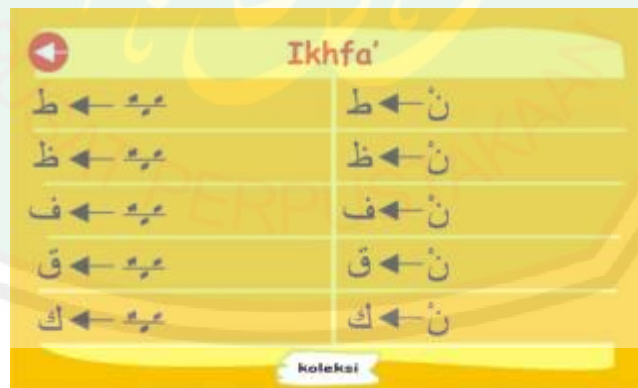 Ikhfa'
نْ ← ط ـًـٍـٌ ← ط
نْ ← ظ ـًـٍـٌ ← ظ
نْ ← ف ـًـٍـٌ ← ف
نْ ← ق ـًـٍـٌ ← ق
نْ ← ك ـًـٍـٌ ← ك
koleksi